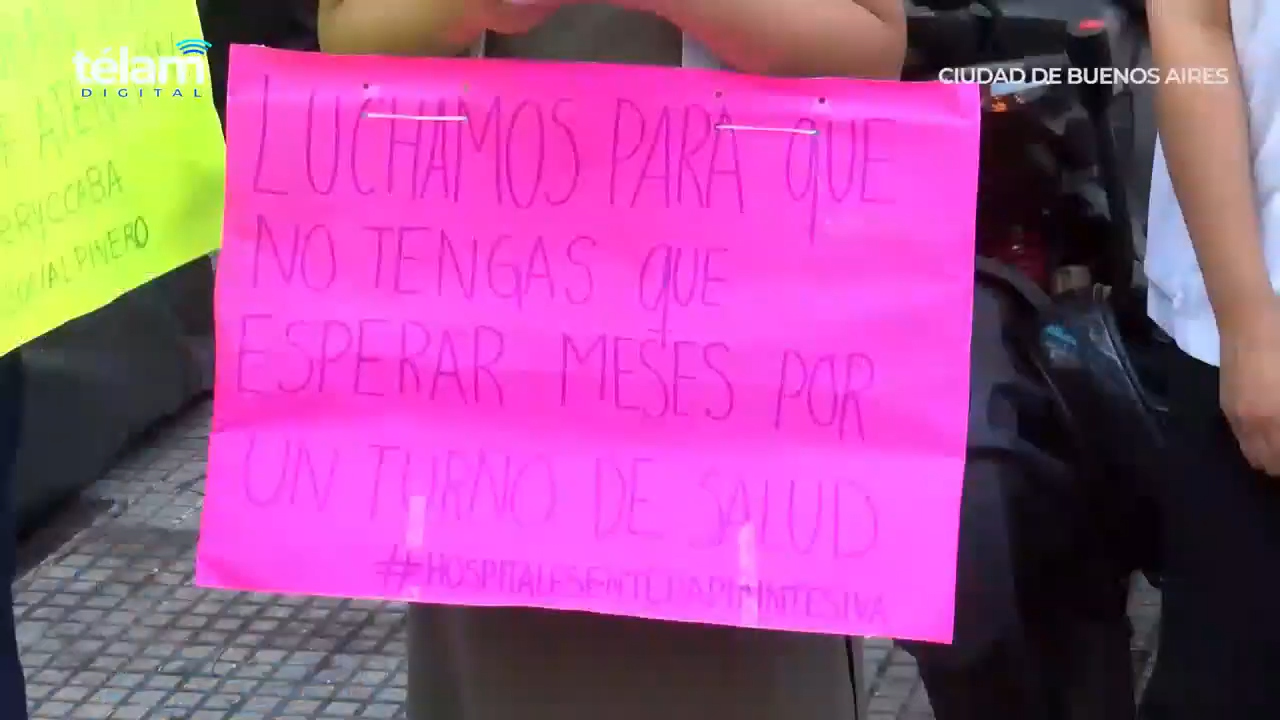 télam
DIGITAL
CIUDAD DE BUENOS AIRES
LUCHAMOS PARA QUE
NO TENGAS QUE
ESPERAR MESES POR
UN TURNO DE SALUD
#HOSPITALESENTERAPIAINTESIVA